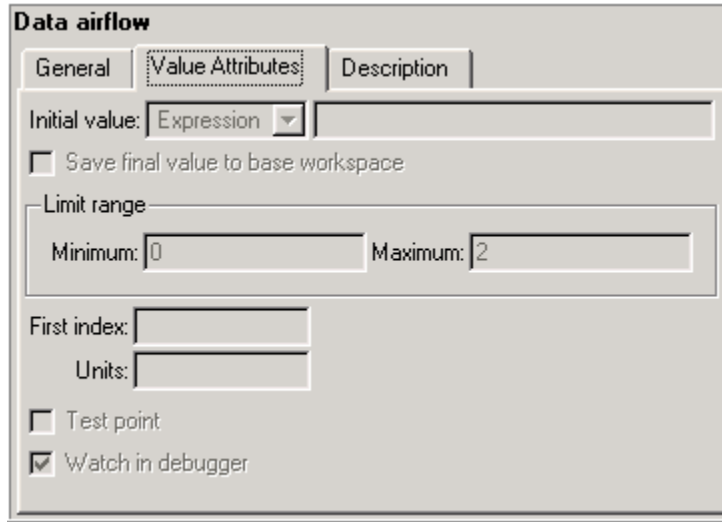 Data airflow
General Value Attributes Description
Initial value: Expression
Save final value to base workspace
Limit range
Minimum: 0 Maximum: 2
First index:
Units:
Test point
Watch in debugger